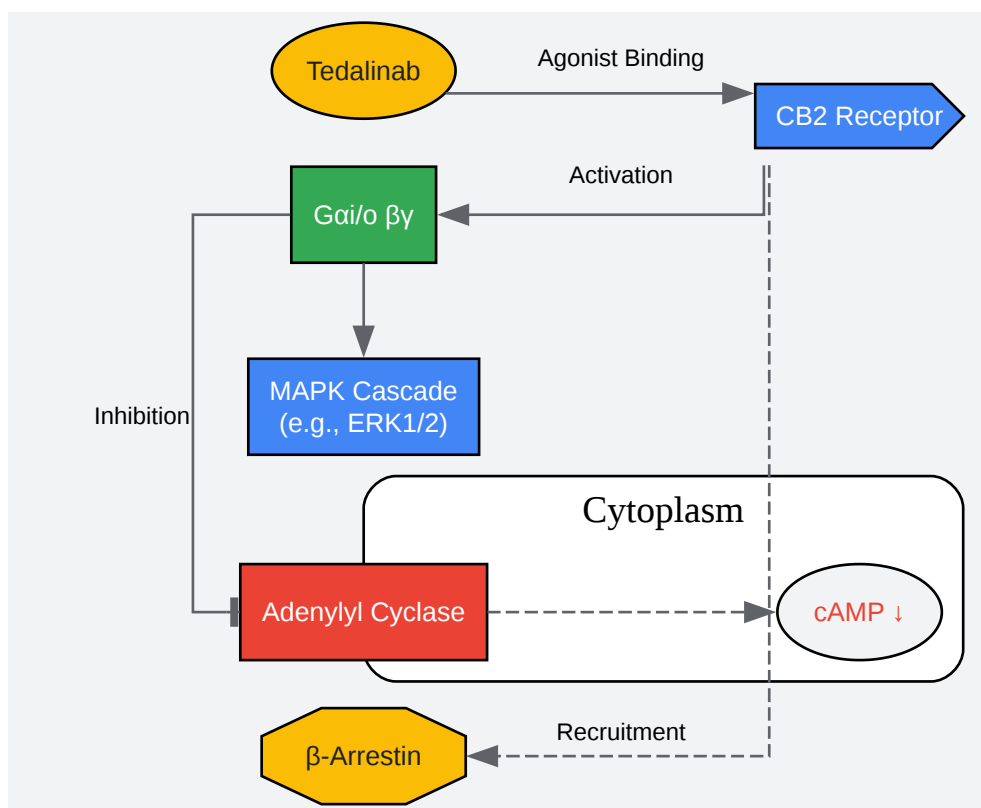 Tedalinab
Agonist Binding
CB2 Receptor
Activation
Gαi/o βγ
MAPK Cascade
(e.g., ERK1/2)
Inhibition
Cytoplasm
Adenylyl Cyclase
cAMP ↓
Recruitment
β-Arrestin